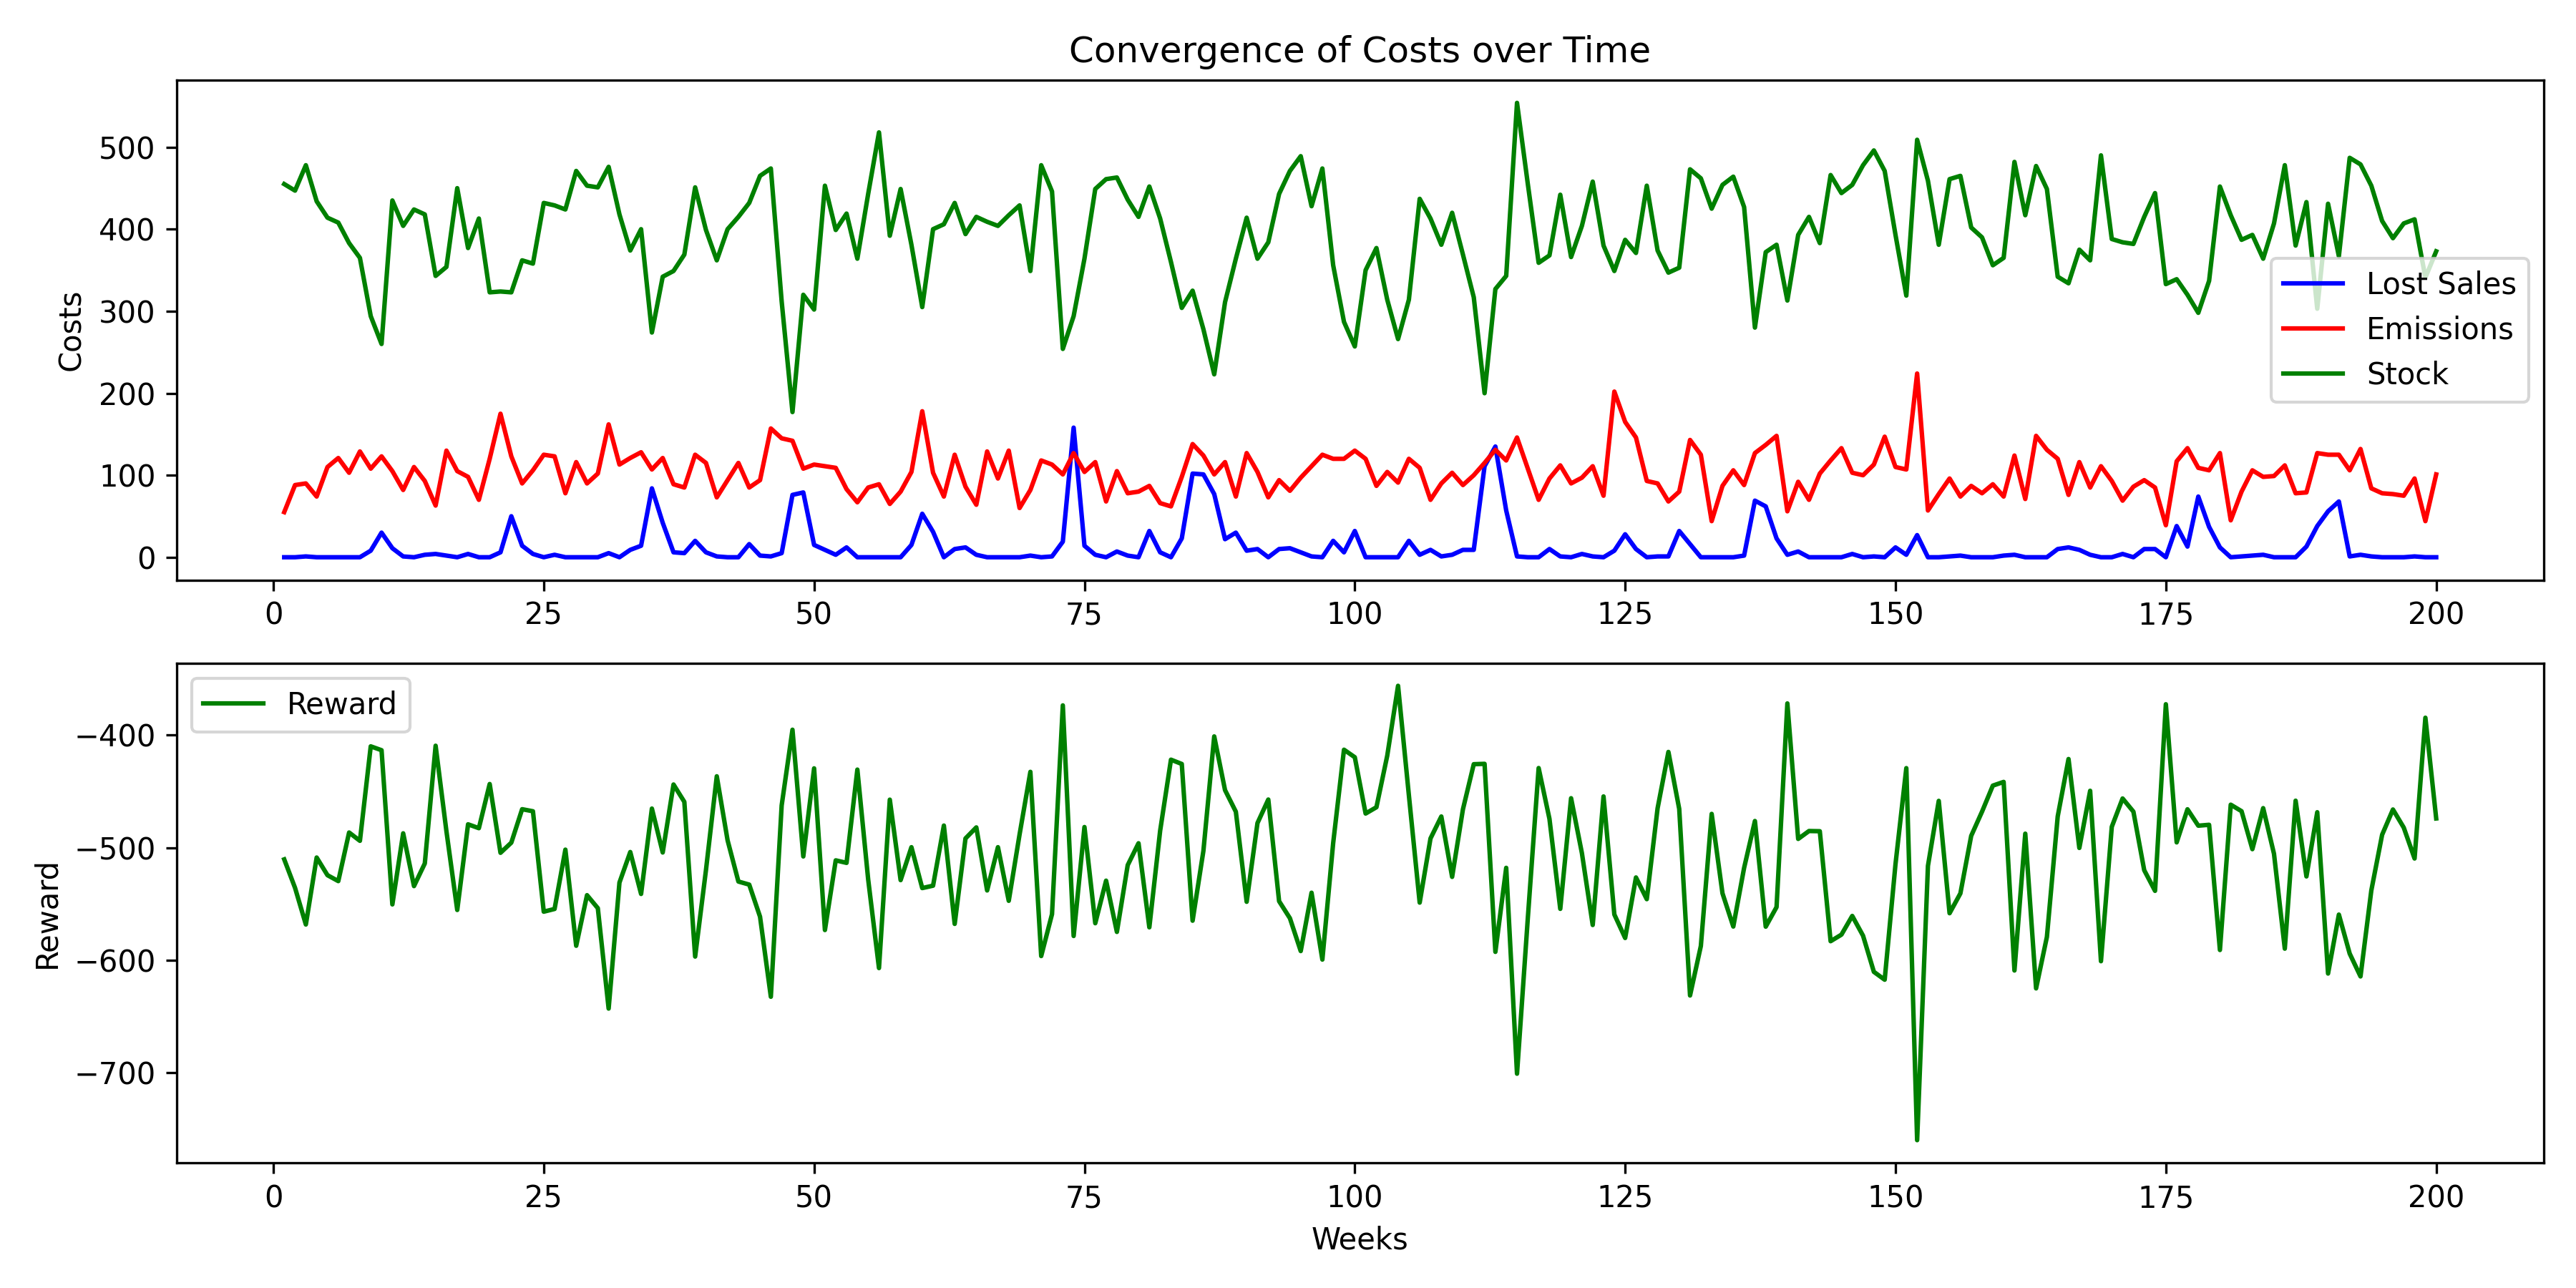 Convergence of Costs over Time
Costs
500
400
300
200
100
0
Lost Sales
Emissions
Stock
0 25 50 75 100 125 150 175 200
Reward
Reward
−400
−500
−600
−700
0 25 50 75 100 125 150 175 200
Weeks